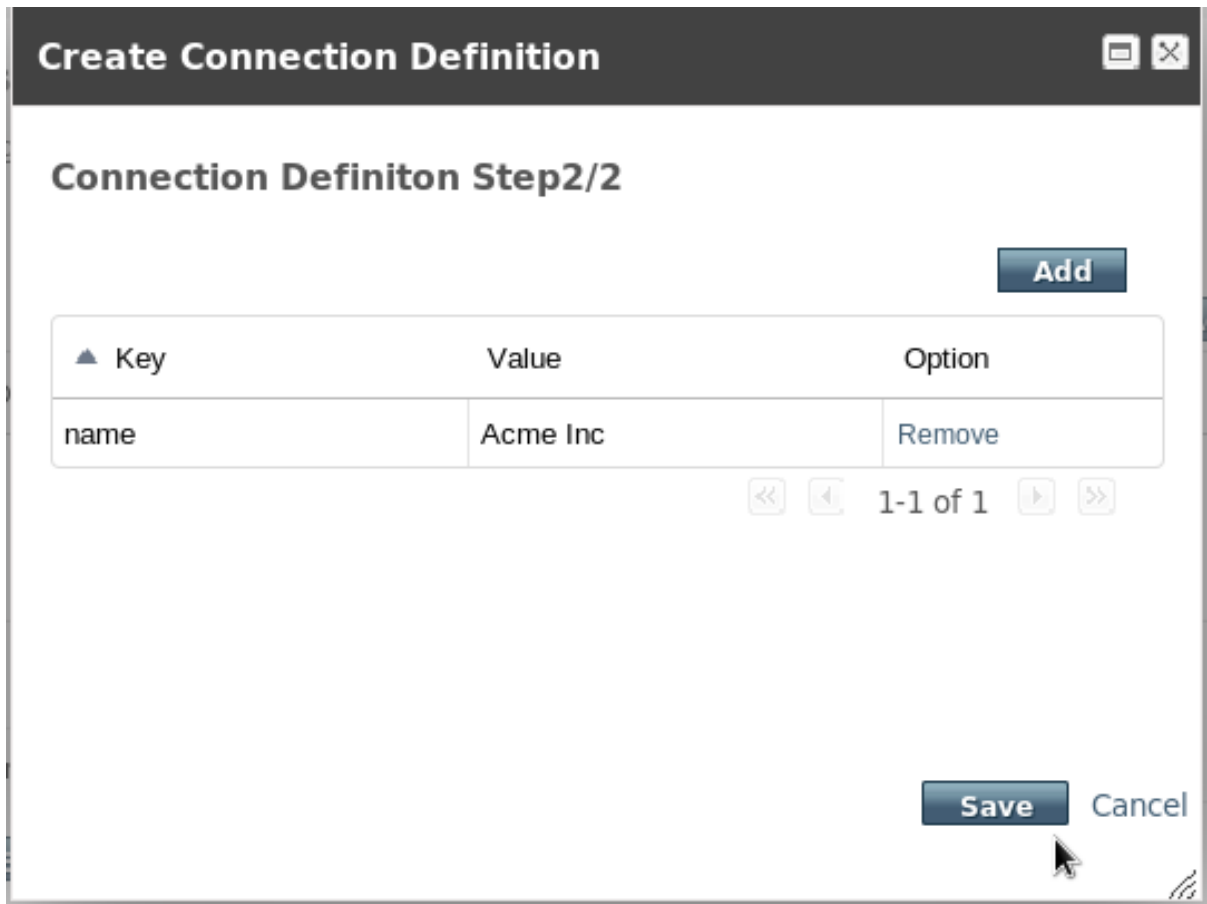 Create Connection Definition
Connection Definiton Step2/2
Add
Key Value Option
name Acme Inc Remove
1-1 of 1
Save Cancel